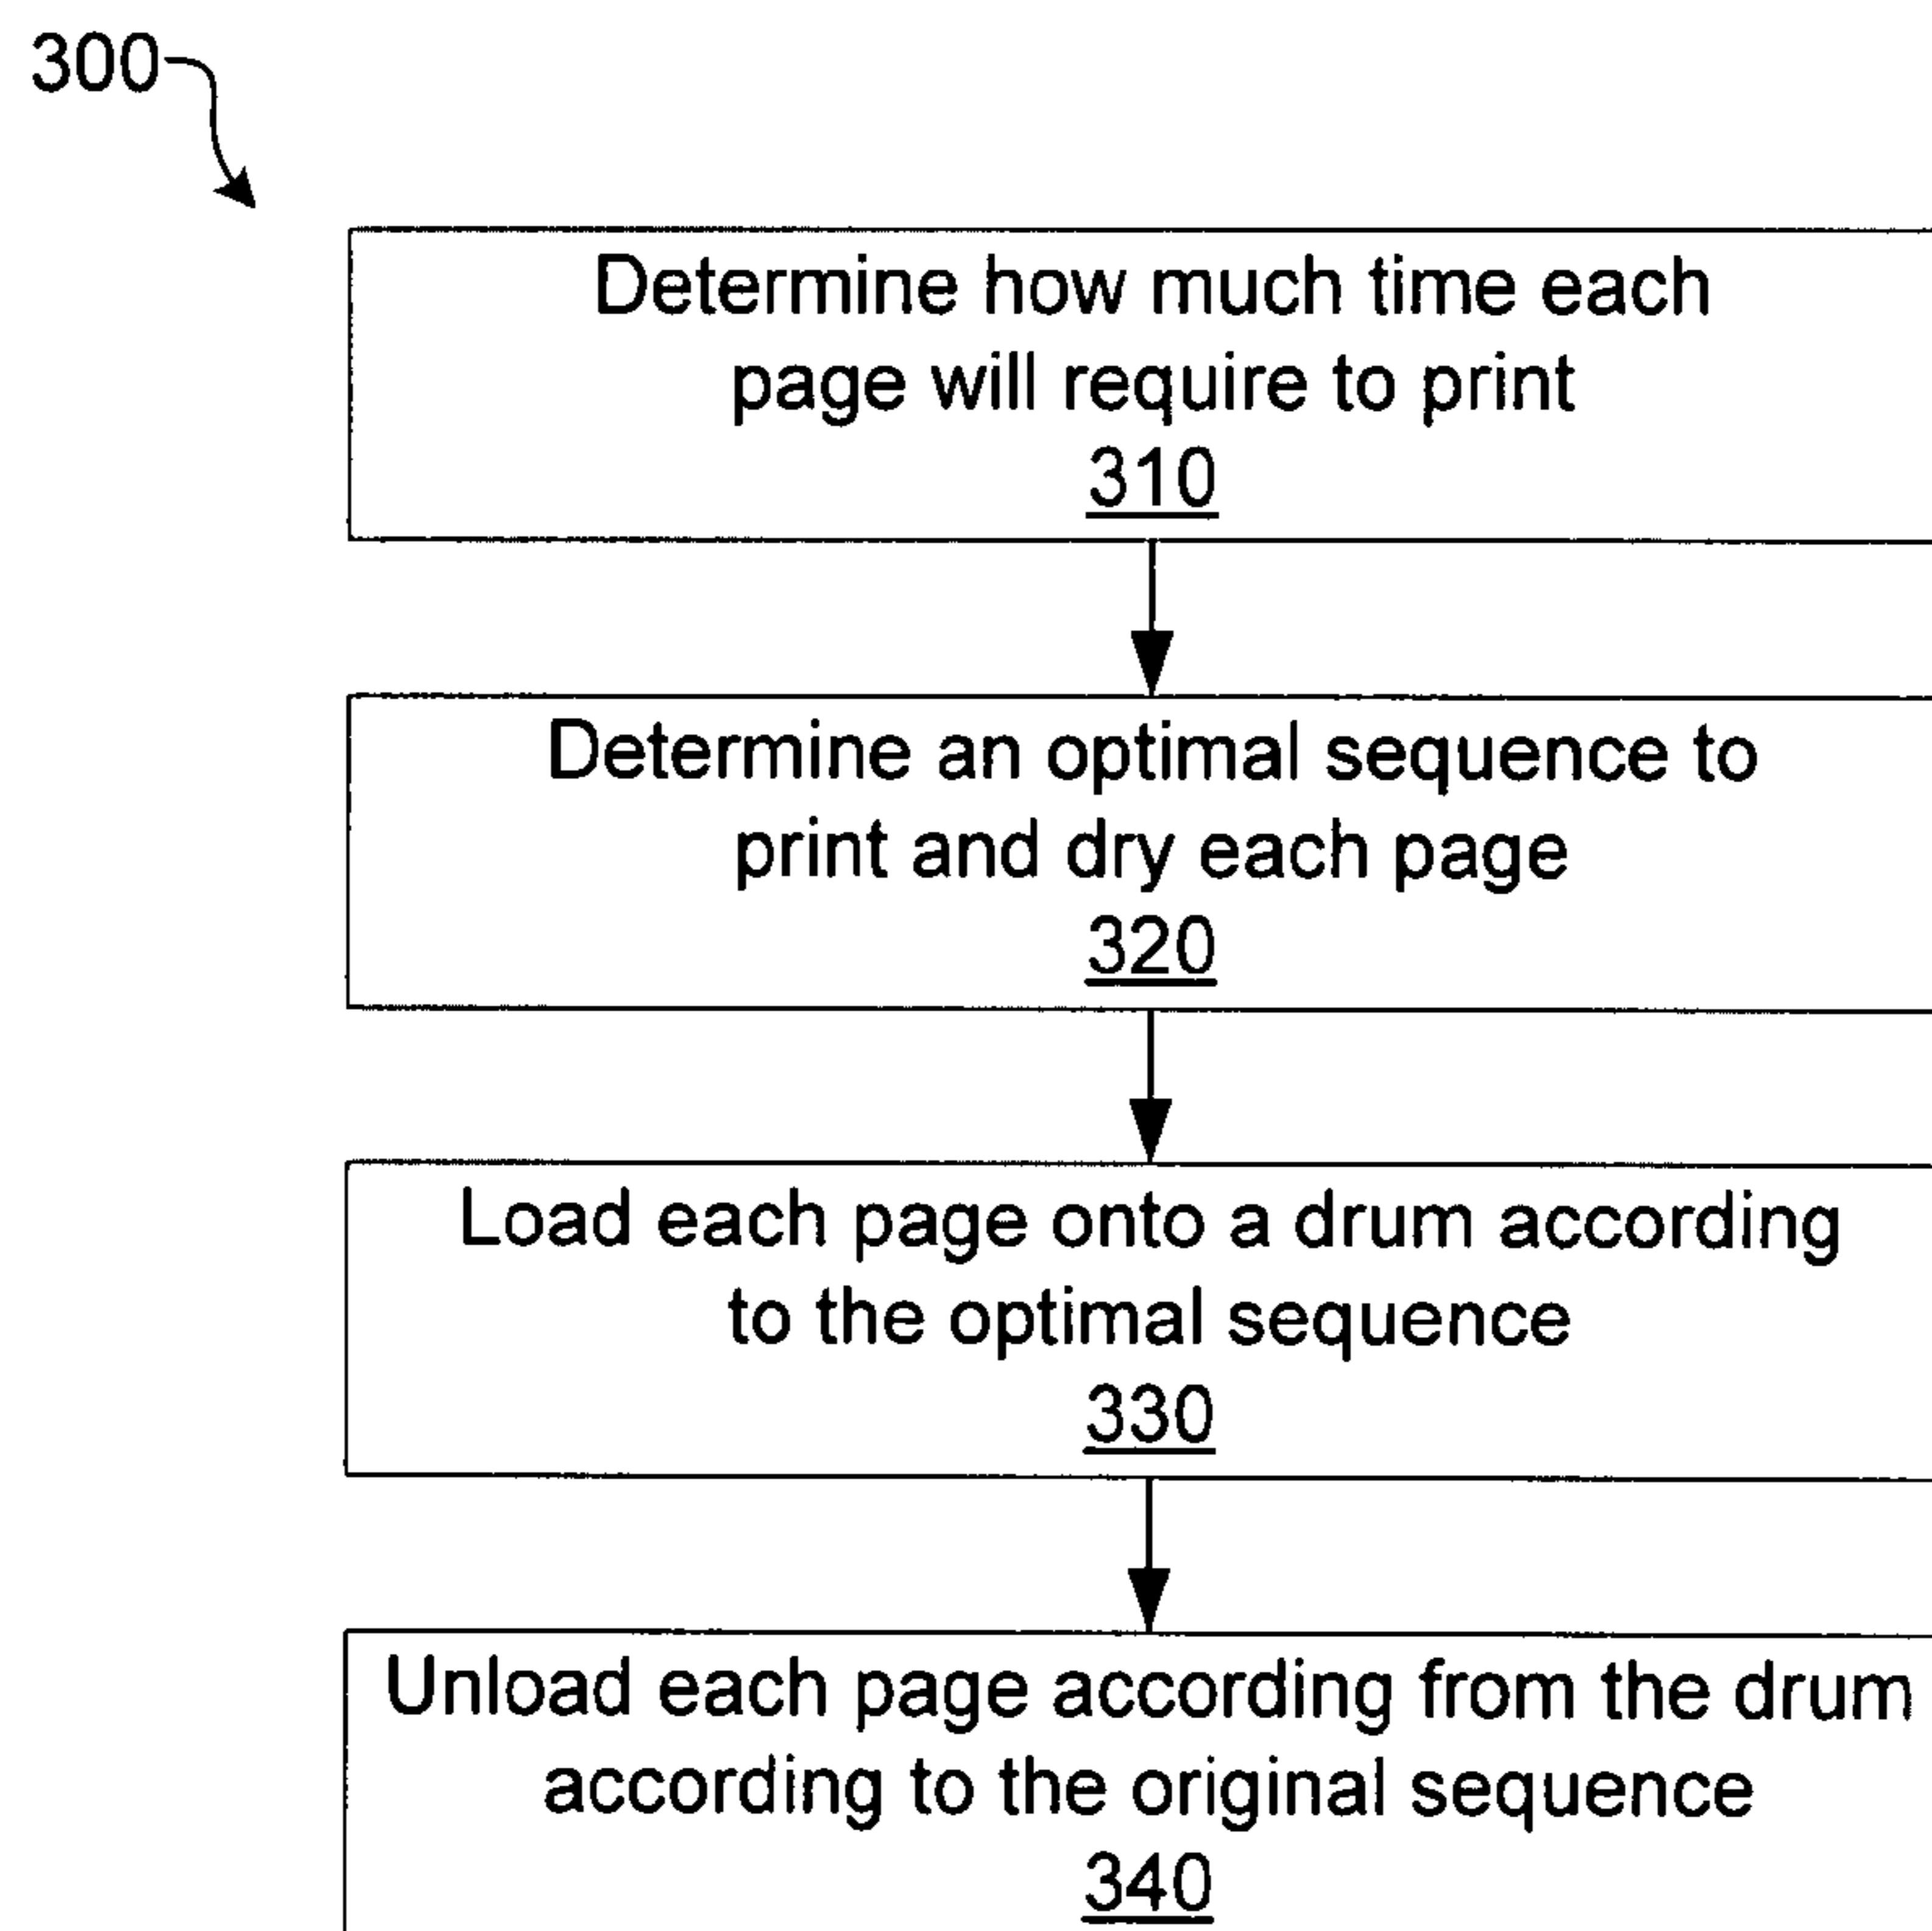 300
Determine how much time each
page will require to print
310
Determine an optimal sequence to
print and dry each page
320
Load each page onto a drum according
to the optimal sequence
330
Unload each page according from the drum
according to the original sequence
340